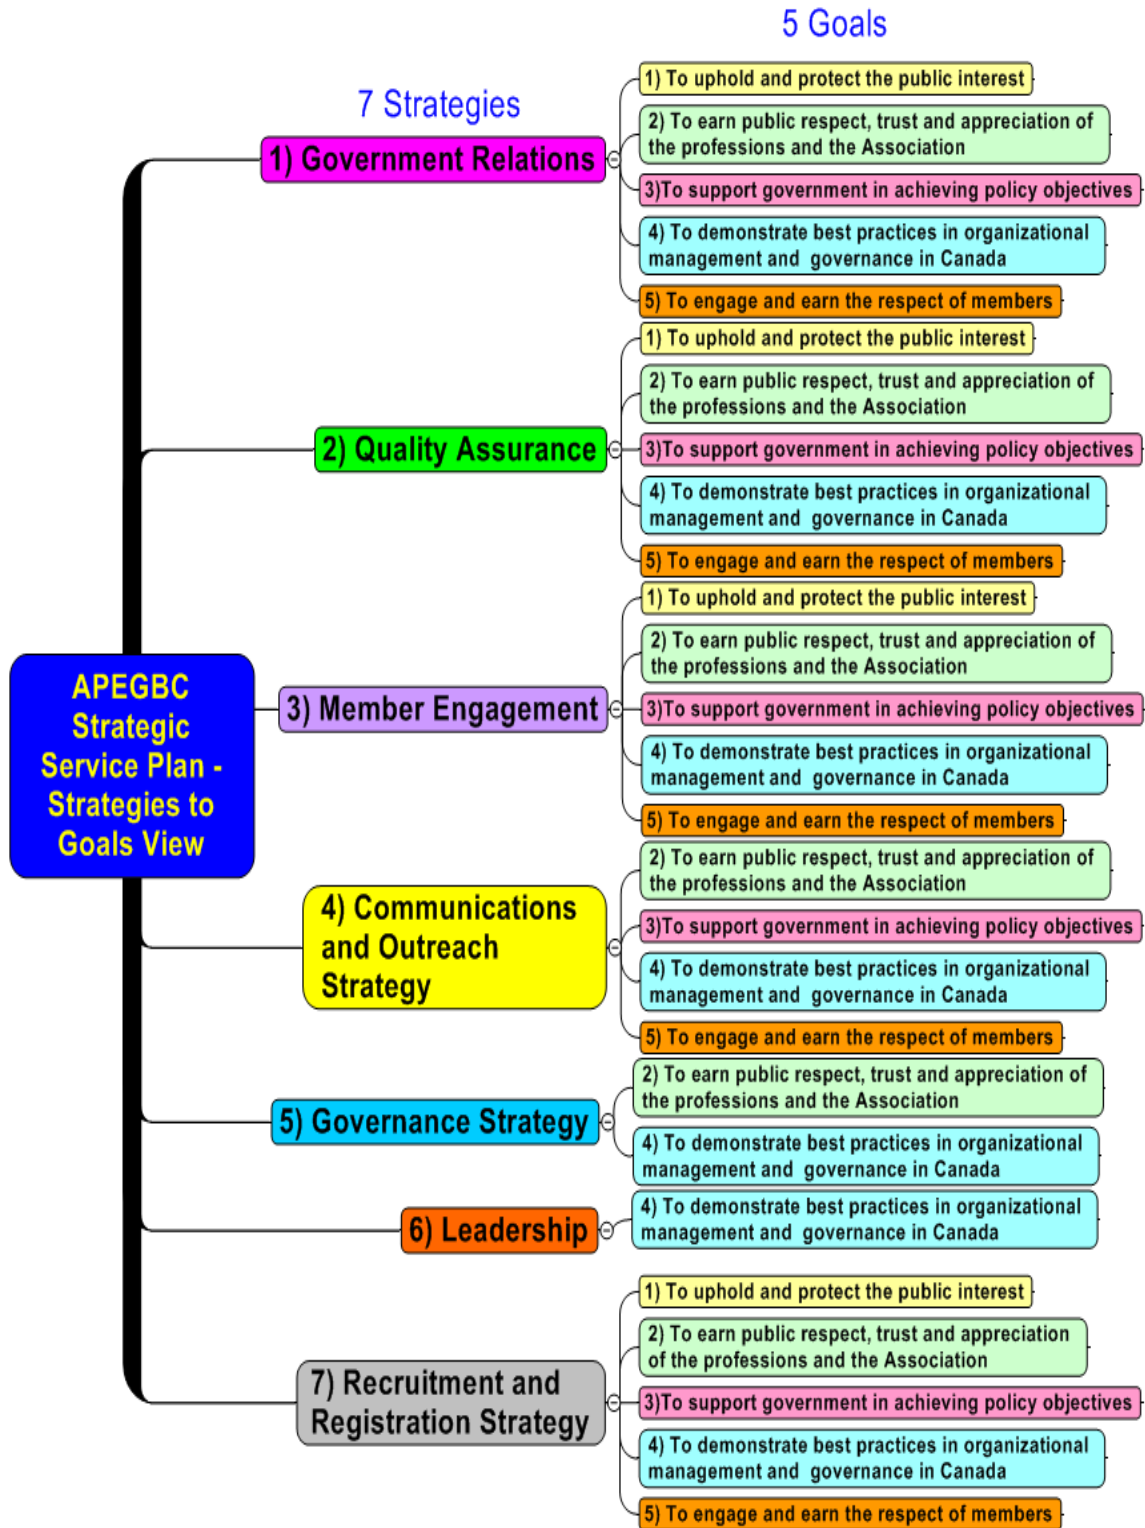 5 Goals
7 Strategies
APEGBC
Strategic
Service Plan -
Strategies to
Goals View
1) Government Relations
1) To uphold and protect the public interest
2) To earn public respect, trust and appreciation of
the professions and the Association
3)To support government in achieving policy objectives
4) To demonstrate best practices in organizational
management and  governance in Canada
5) To engage and earn the respect of members
2) Quality Assurance
1) To uphold and protect the public interest
2) To earn public respect, trust and appreciation of
the professions and the Association
3)To support government in achieving policy objectives
4) To demonstrate best practices in organizational
management and  governance in Canada
5) To engage and earn the respect of members
3) Member Engagement
1) To uphold and protect the public interest
2) To earn public respect, trust and appreciation of
the professions and the Association
3)To support government in achieving policy objectives
4) To demonstrate best practices in organizational
management and  governance in Canada
5) To engage and earn the respect of members
4) Communications
and Outreach
Strategy
2) To earn public respect, trust and appreciation of
the professions and the Association
3)To support government in achieving policy objectives
4) To demonstrate best practices in organizational
management and  governance in Canada
5) To engage and earn the respect of members
5) Governance Strategy
2) To earn public respect, trust and appreciation of
the professions and the Association
4) To demonstrate best practices in organizational
management and  governance in Canada
6) Leadership
4) To demonstrate best practices in organizational
management and  governance in Canada
7) Recruitment and
Registration Strategy
1) To uphold and protect the public interest
2) To earn public respect, trust and appreciation
of the professions and the Association
3)To support government in achieving policy objectives
4) To demonstrate best practices in organizational
management and  governance in Canada
5) To engage and earn the respect of members